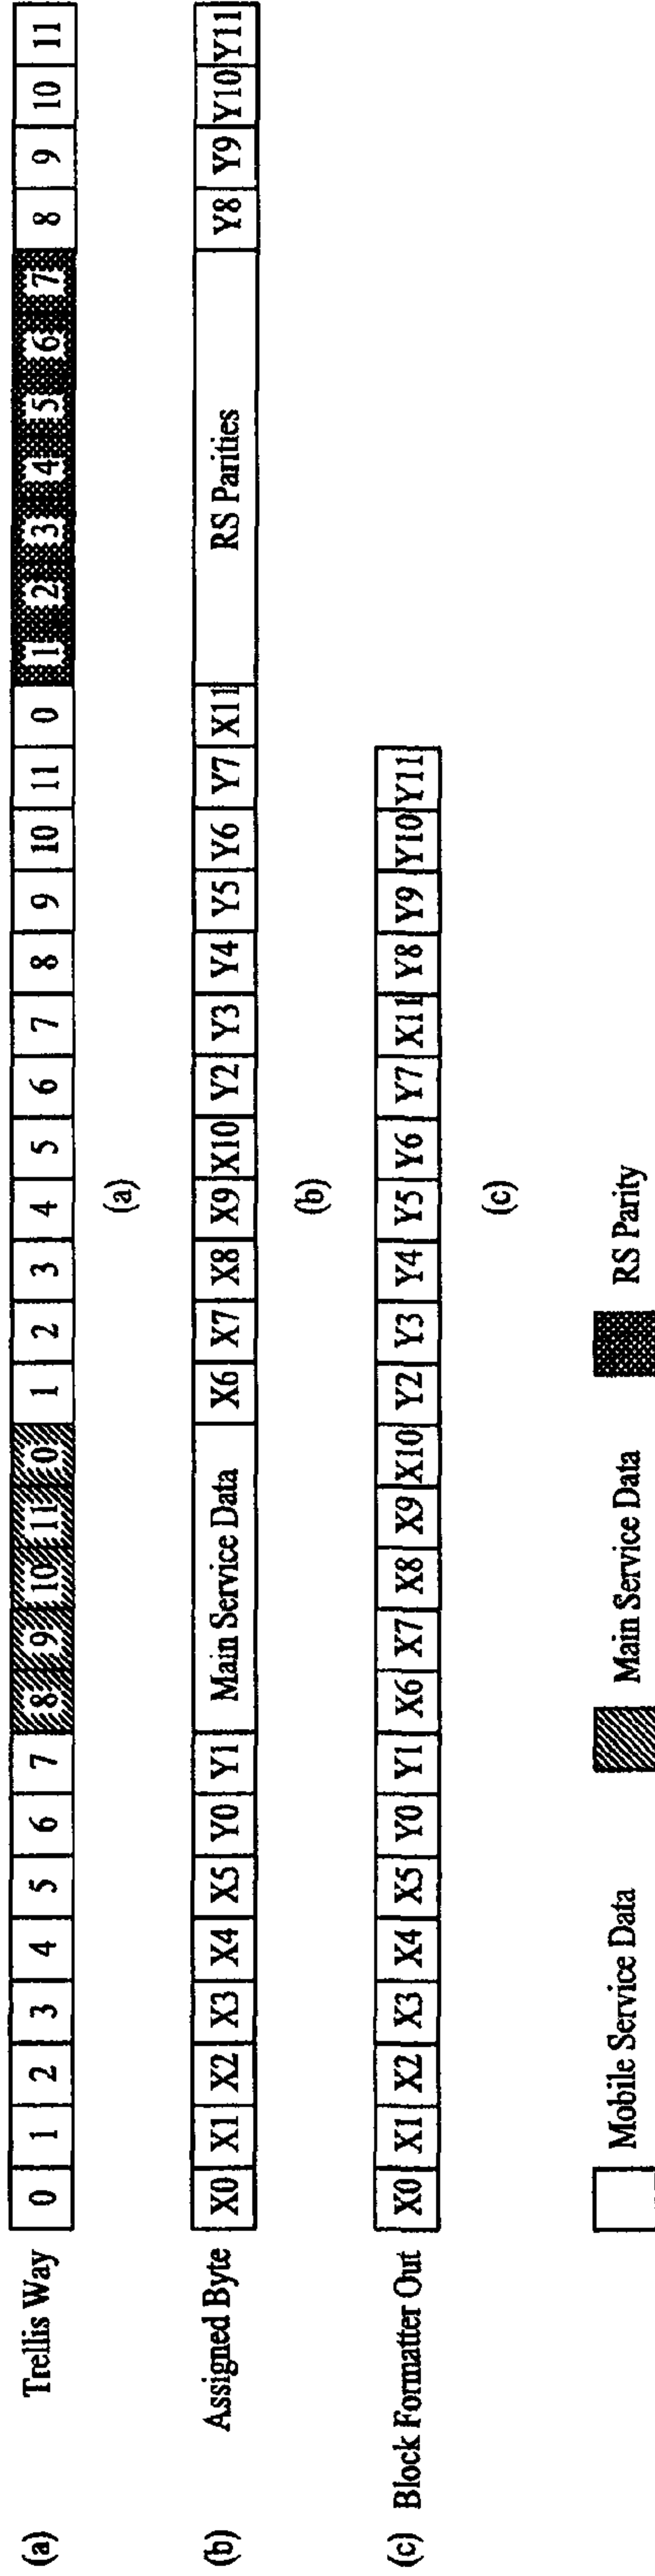 (a) Trellis Way 0 1 2 3 4 5 6 7 8 9 10 11 0 1 2 3 4 5 6 7 8 9 10 11 0 1 2 3 4 5 6 7 8 9 10 11
(a)
(b) Assigned Byte X0 X1 X2 X3 X4 X5 Y0 Y1 Main Service Data X6 X7 X8 X9 X10 Y2 Y3 Y4 Y5 Y6 Y7 X11 RS Parities Y8 Y9 Y10 Y11
(b)
(c) Block Formatter Out X0 X1 X2 X3 X4 X5 Y0 Y1 X6 X7 X8 X9 X10 Y2 Y3 Y4 Y5 Y6 Y7 X11 Y8 Y9 Y10 Y11
(c)
Mobile Service Data Main Service Data RS Parity